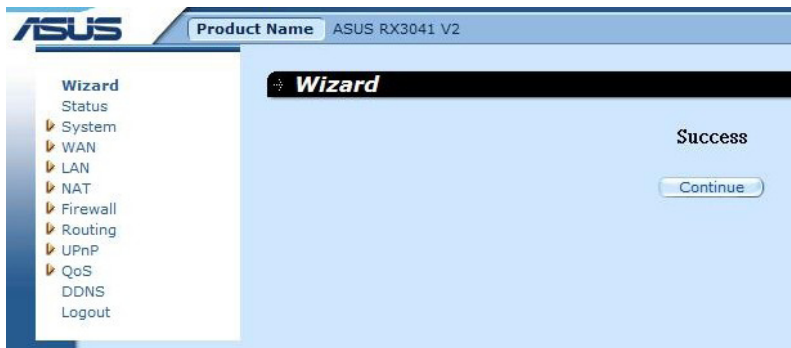 ASUS
Product Name ASUS RX3041 V2
Wizard
Status
System
WAN
LAN
NAT
Firewall
Routing
UPnP
QoS
DDNS
Logout
Wizard
Success
Continue